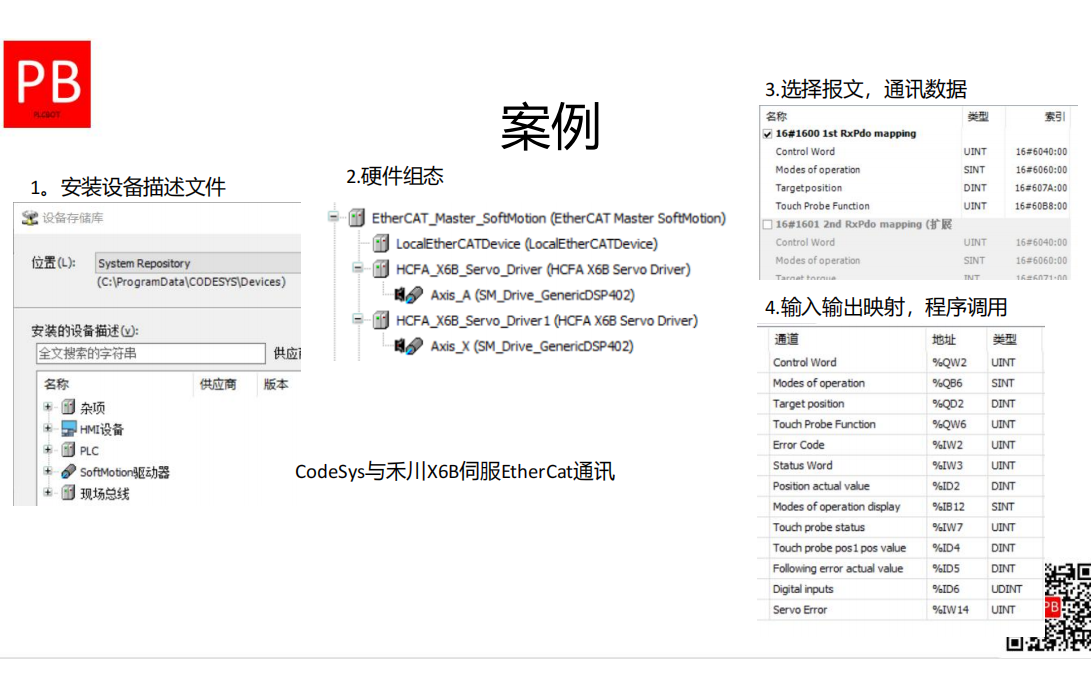 PB
PLCBOT
案例
1。安装设备描述文件
设备存储库
位置(L):
System Repository
(C:\ProgramData\CODESYS\Devices)
安装的设备描述(v):
全文搜索的字符串
供应商
名称 供应商 版本
杂项
HMI设备
PLC
SoftMotion驱动器
现场总线
2.硬件组态
EtherCAT_Master_SoftMotion (EtherCAT Master SoftMotion)
LocalEtherCATDevice (LocalEtherCATDevice)
HCFA_X6B_Servo_Driver (HCFA X6B Servo Driver)
Axis_A (SM_Drive_GenericDSP402)
HCFA_X6B_Servo_Driver1 (HCFA X6B Servo Driver)
Axis_X (SM_Drive_GenericDSP402)
CodeSys与禾川X6B伺服EtherCat通讯
3.选择报文，通讯数据
名称 类型 索引
16#1600 1st RxPdo mapping
Control Word UINT 16#6040:00
Modes of operation SINT 16#6060:00
Targetposition DINT 16#607A:00
Touch Probe Function UINT 16#60B8:00
16#1601 2nd RxPdo mapping (扩展
Control Word UINT 16#6040:00
Modes of operation SINT 16#6060:00
Target torque INT 16#6071:00
4.输入输出映射，程序调用
通道 地址 类型
Control Word %QW2 UINT
Modes of operation %QB6 SINT
Target position %QD2 DINT
Touch Probe Function %QW6 UINT
Error Code %IW2 UINT
Status Word %IW3 UINT
Position actual value %ID2 DINT
Modes of operation display %IB12 SINT
Touch probe status %IW7 UINT
Touch probe pos1 pos value %ID4 DINT
Following error actual value %ID5 DINT
Digital inputs %ID6 UDINT
Servo Error %IW14 UINT
PB